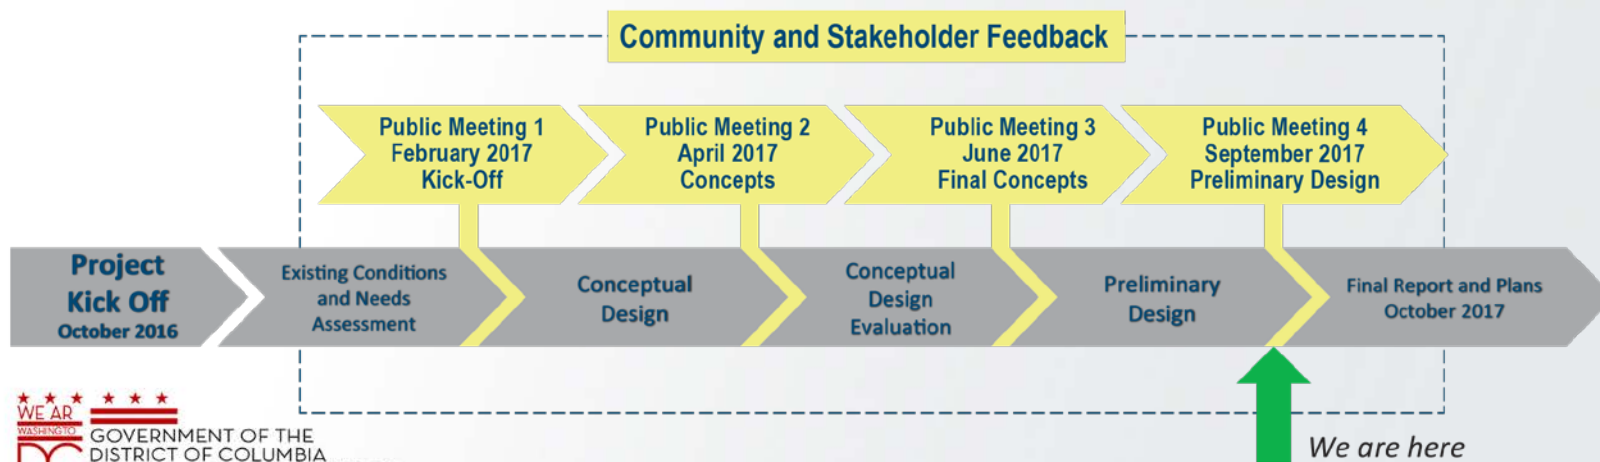 Community and Stakeholder Feedback
Public Meeting 1
February 2017
Kick-Off
Public Meeting 2
April 2017
Concepts
Public Meeting 3
June 2017
Final Concepts
Public Meeting 4
September 2017
Preliminary Design
Project
Kick Off
October 2016
Existing Conditions
and Needs
Assessment
Conceptual
Design
Conceptual
Design
Evaluation
Preliminary
Design
Final Report and Plans
October 2017
WE AR
WASHINGTO
GOVERNMENT OF THE
DISTRICT OF COLUMBIA
We are here